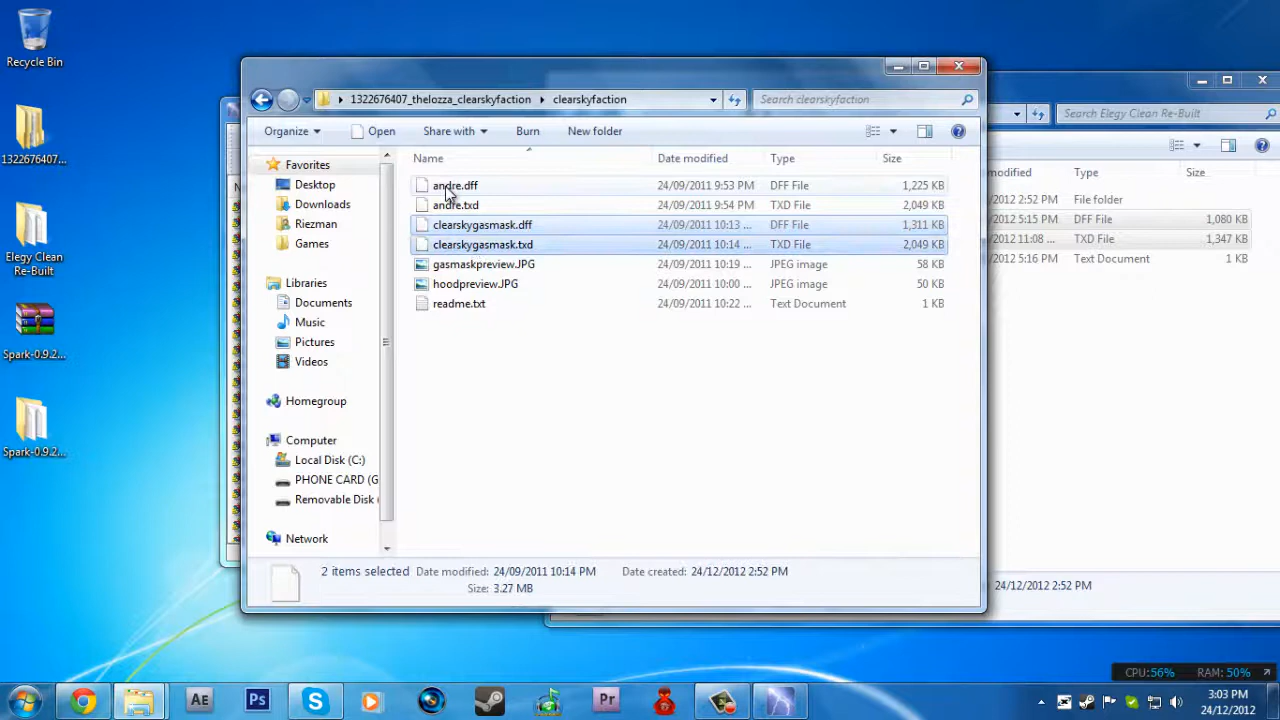 Recycle Bin
1322676407...
Elegy Clean
Re-Built
Spark-0.9.2...
Spark-0.9.2...
1322676407_thelozza_clearskyfaction
clearskyfaction
Search clearskyfaction
Organize
Open
Share with
Burn
New folder
Favorites
Desktop
Downloads
Riezman
Games
Libraries
Documents
Music
Pictures
Videos
Homegroup
Computer
Local Disk (C:)
PHONE CARD (G
Removable Disk (
Network
Name Date modified Type Size
andre.dff 24/09/2011 9:53 PM DFF File 1,225 KB
andre.txd 24/09/2011 9:54 PM TXD File 2,049 KB
clearskygasmask.dff 24/09/2011 10:13 ... DFF File 1,311 KB
clearskygasmask.txd 24/09/2011 10:14 ... TXD File 2,049 KB
gasmaskpreview.JPG 24/09/2011 10:19 ... JPEG image 58 KB
hoodpreview.JPG 24/09/2011 10:00 ... JPEG image 50 KB
readme.txt 24/09/2011 10:22 ... Text Document 1 KB
2 items selected Date modified: 24/09/2011 10:14 PM Date created: 24/12/2012 2:52 PM
Size: 3.27 MB
Search Elegy Clean Re-Built
modified Type Size
2012 2:52 PM File folder
2012 5:15 PM DFF File 1,080 KB
2012 11:08 ... TXD File 1,347 KB
2012 5:16 PM Text Document 1 KB
24/12/2012 2:52 PM
CPU:56% RAM: 50%
Ae
Ps
Pr
3:03 PM
24/12/2012